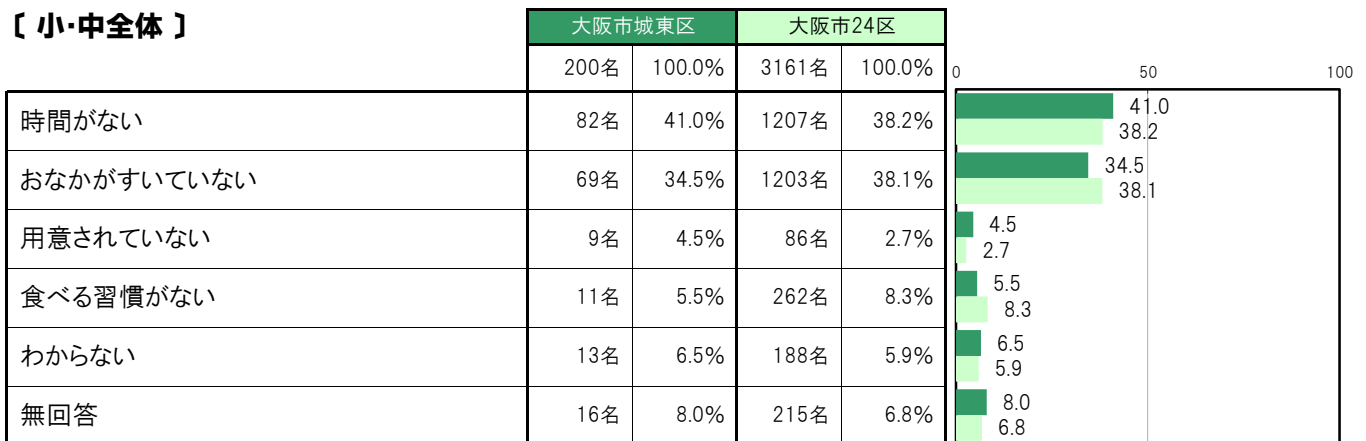 〔 小・中全体 〕
大阪市城東区 大阪市24区
200名 100.0% 3161名 100.0% 0 50 100
時間がない 82名 41.0% 1207名 38.2% 41.0
38.2
おなかがすいていない 69名 34.5% 1203名 38.1% 34.5
38.1
用意されていない 9名 4.5% 86名 2.7% 4.5
2.7
食べる習慣がない 11名 5.5% 262名 8.3% 5.5
8.3
わからない 13名 6.5% 188名 5.9% 6.5
5.9
無回答 16名 8.0% 215名 6.8% 8.0
6.8